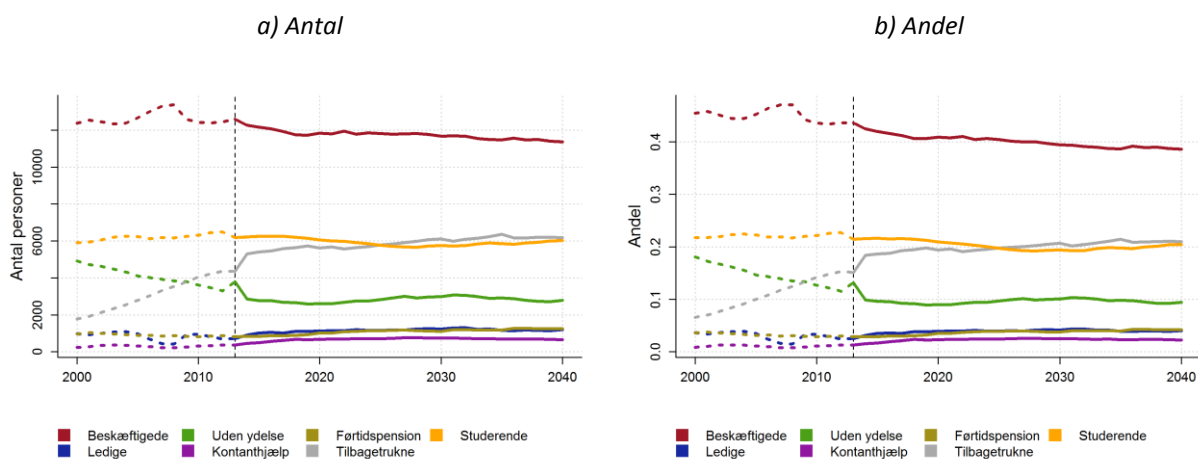 a) Antal
b) Andel
Antal personer
0
2000
6000
10000
2000
2010
2020
2030
2040
Andel
0.0
0.1
0.2
0.3
0.4
2000
2010
2020
2030
2040
Beskæftigede
Uden ydelse
Førtidspension
Studerende
Ledige
Kontanthjælp
Tilbagetrukne
Beskæftigede
Uden ydelse
Førtidspension
Studerende
Ledige
Kontanthjælp
Tilbagetrukne